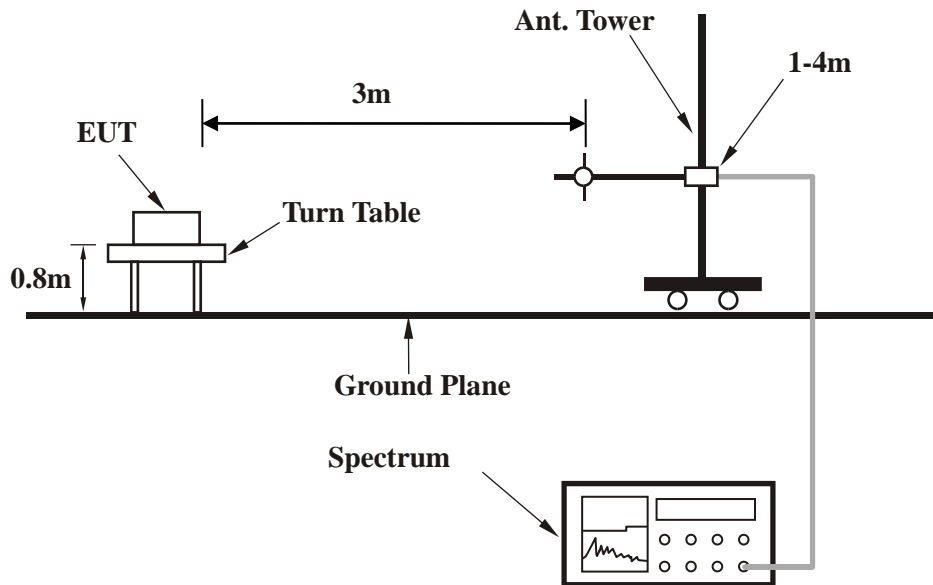 Ant. Tower
1-4m
3m
EUT
Turn Table
0.8m
Ground Plane
Spectrum